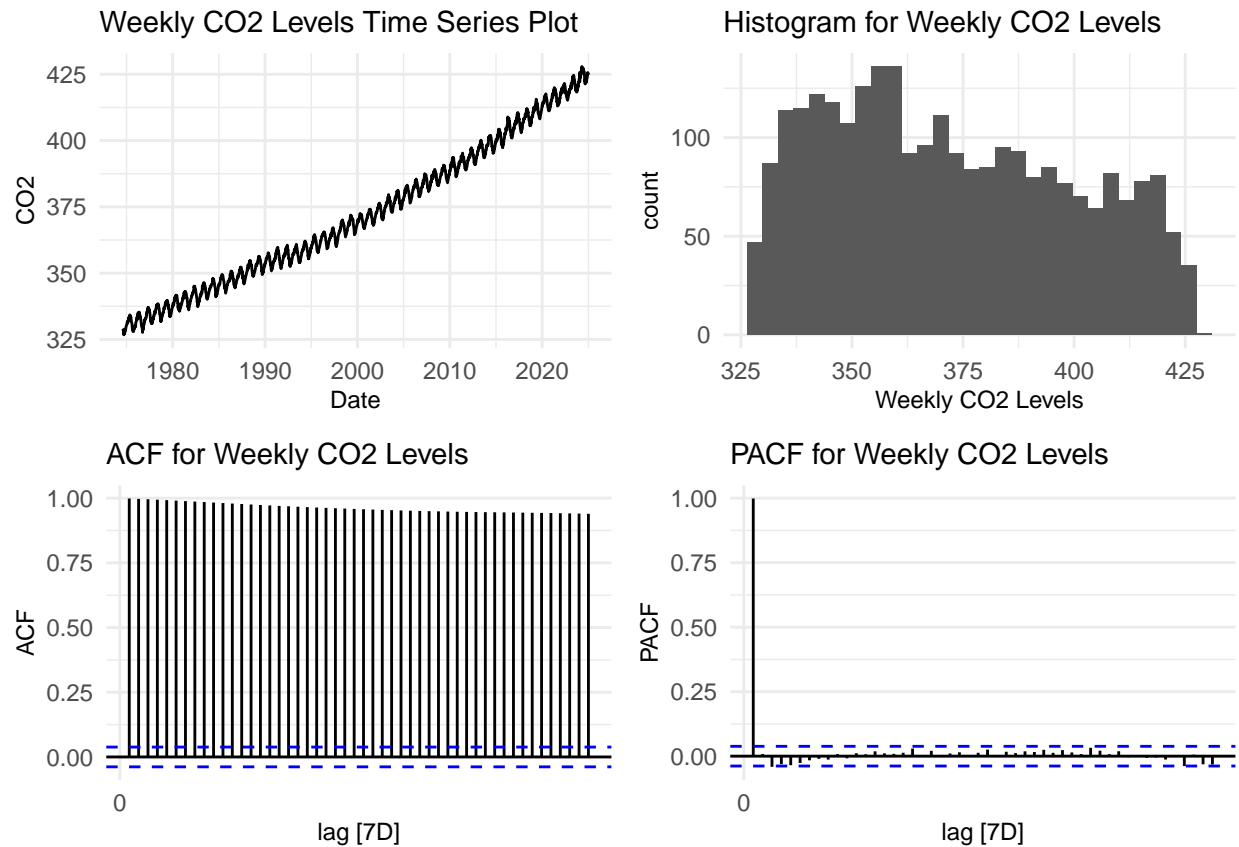 Weekly CO2 Levels Time Series Plot
425
400
375
350
325
CO2
1980 1990 2000 2010 2020
Date
Histogram for Weekly CO2 Levels
100
50
0
count
325 350 375 400 425
Weekly CO2 Levels
ACF for Weekly CO2 Levels
1.00
0.75
0.50
0.25
0.00
ACF
0
lag [7D]
PACF for Weekly CO2 Levels
1.00
0.75
0.50
0.25
0.00
PACF
0
lag [7D]